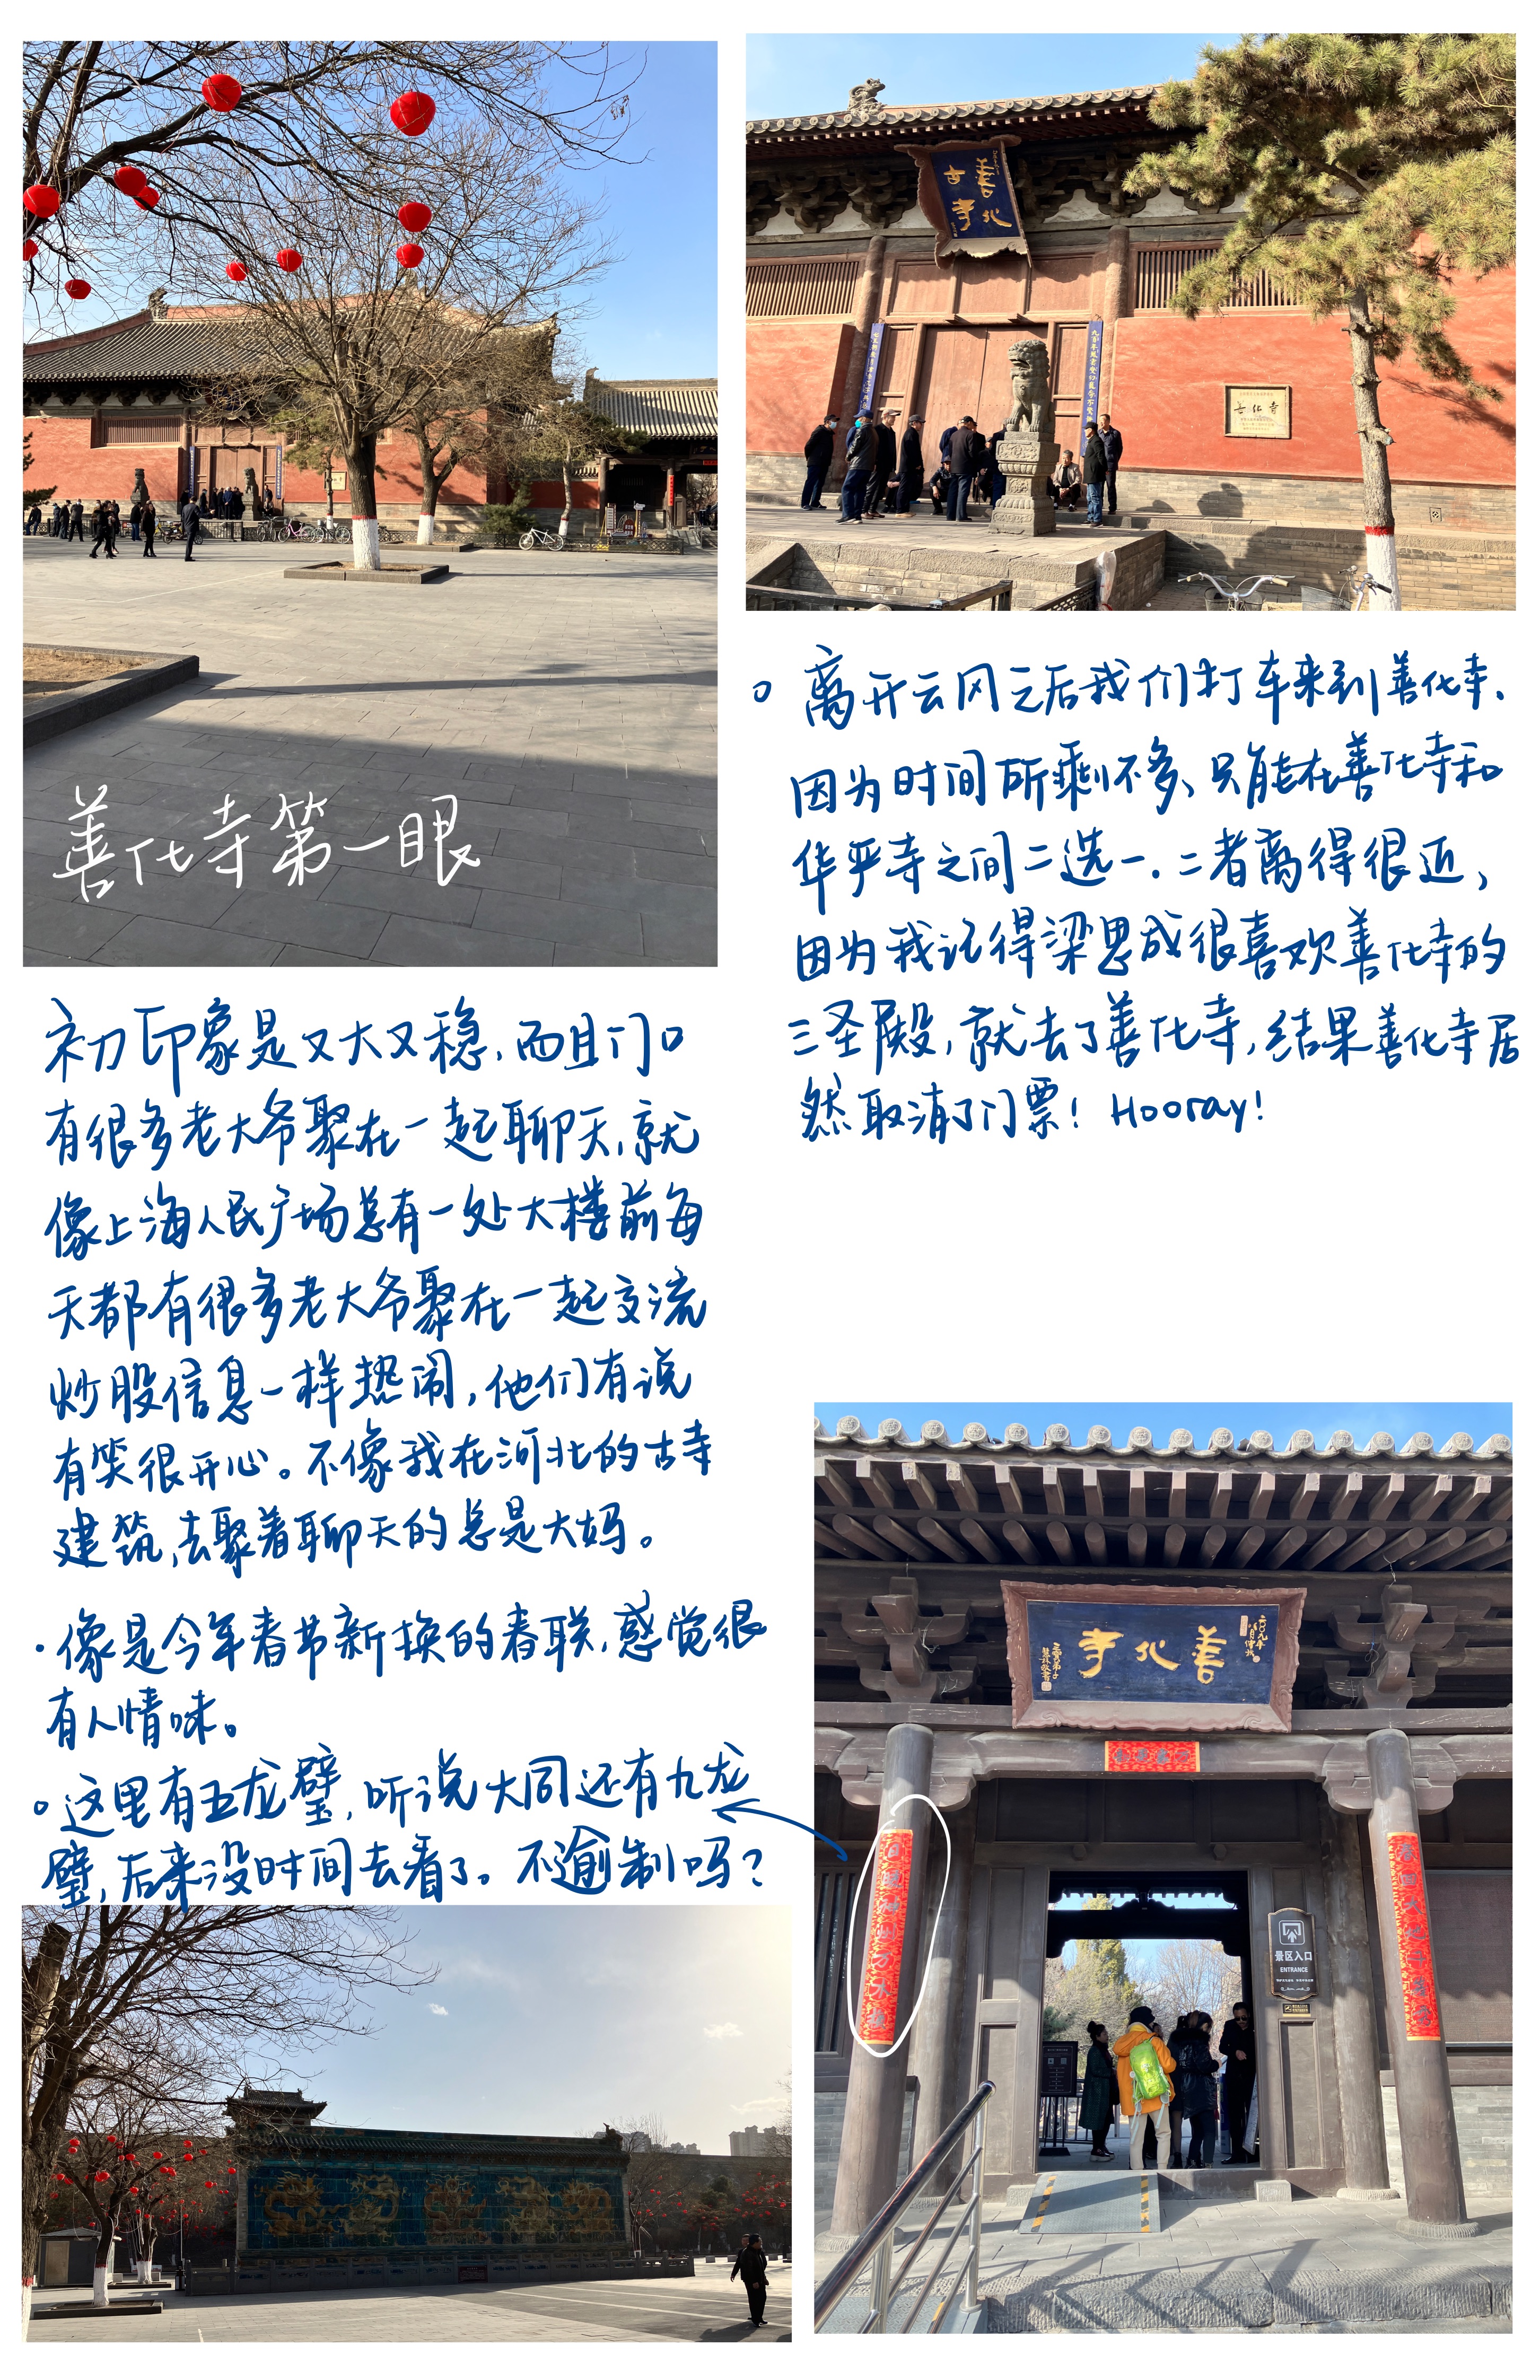 善化寺第一眼
善化古寺
善化寺
离开云冈之后我们打车来到善化寺.
因为时间所剩不多、只能在善化寺和
华严寺之间二选一.二者离得很近,
因为我记得梁思成很喜欢善化寺的
三圣殿,就去了善化寺,结果善化寺居
然取消了门票! Hooray!
初印象是又大又稳,而且门口
有很多老大爷聚在一起聊天,就
像上海人民广场总有一处大楼前每
天都有很多老大爷聚在一起交流
炒股信息一样热闹,他们有说
有笑很开心。不像我在河北的古寺
建筑,去聚着聊天的总是大妈。
·像是今年春节新换的春联,感觉很
有人情味。
这里有五龙壁,听说大同还有九龙
壁,后来没时间去看了。不逾制吗?
善化寺
景区入口
ENTRANCE